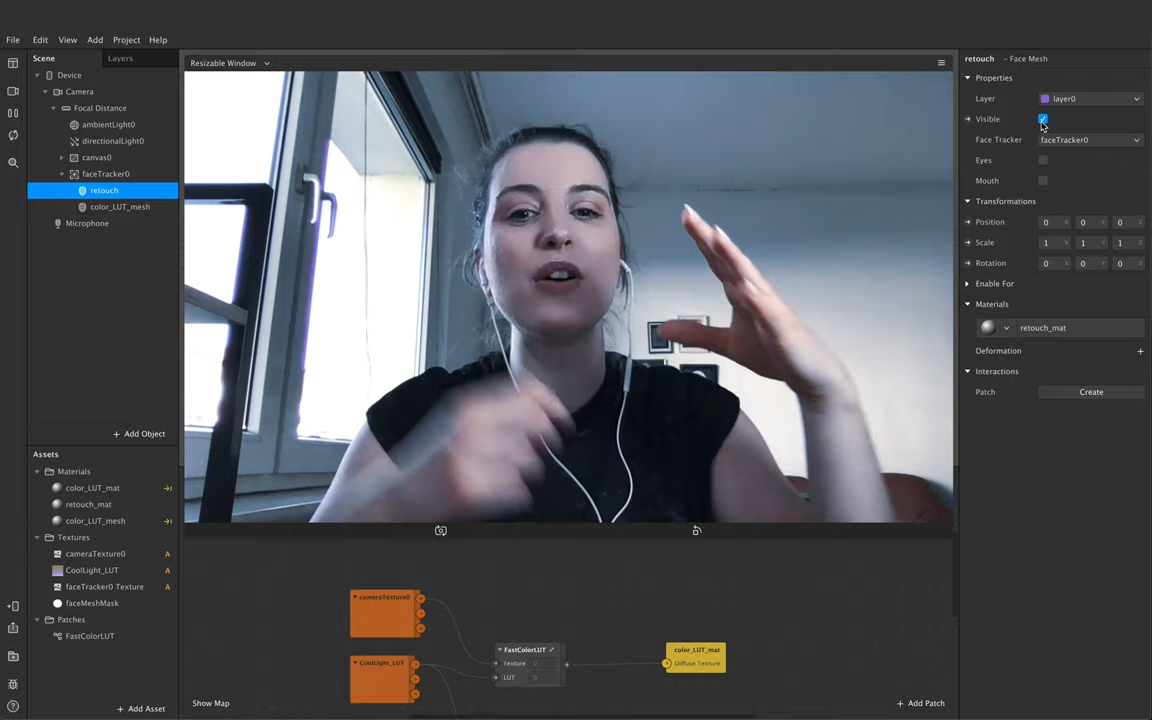 File Edit View Add Project Help
Scene Layers
Device
Camera
Focal Distance
ambientLight0
directionalLight0
canvas0
faceTracker0
retouch
color_LUT_mesh
Microphone
+ Add Object
Assets
Materials
color_LUT_mat
retouch_mat
color_LUT_mesh
Textures
cameraTexture0 A
CoolLight_LUT A
faceTracker0 Texture A
faceMeshMask
Patches
FastColorLUT
+ Add Asset
Resizable Window
cameraTexture0
CoolLight_LUT
FastColorLUT
Texture 0
LUT 0
color_LUT_mat
Diffuse Texture
Show Map
+ Add Patch
retouch - Face Mesh
Properties
Layer layer0
Visible
Face Tracker faceTracker0
Eyes
Mouth
Transformations
Position 0 X 0 Y 0 Z
Scale 1 X 1 Y 1 Z
Rotation 0 X 0 Y 0 Z
Enable For
Materials
retouch_mat
Deformation +
Interactions
Patch Create